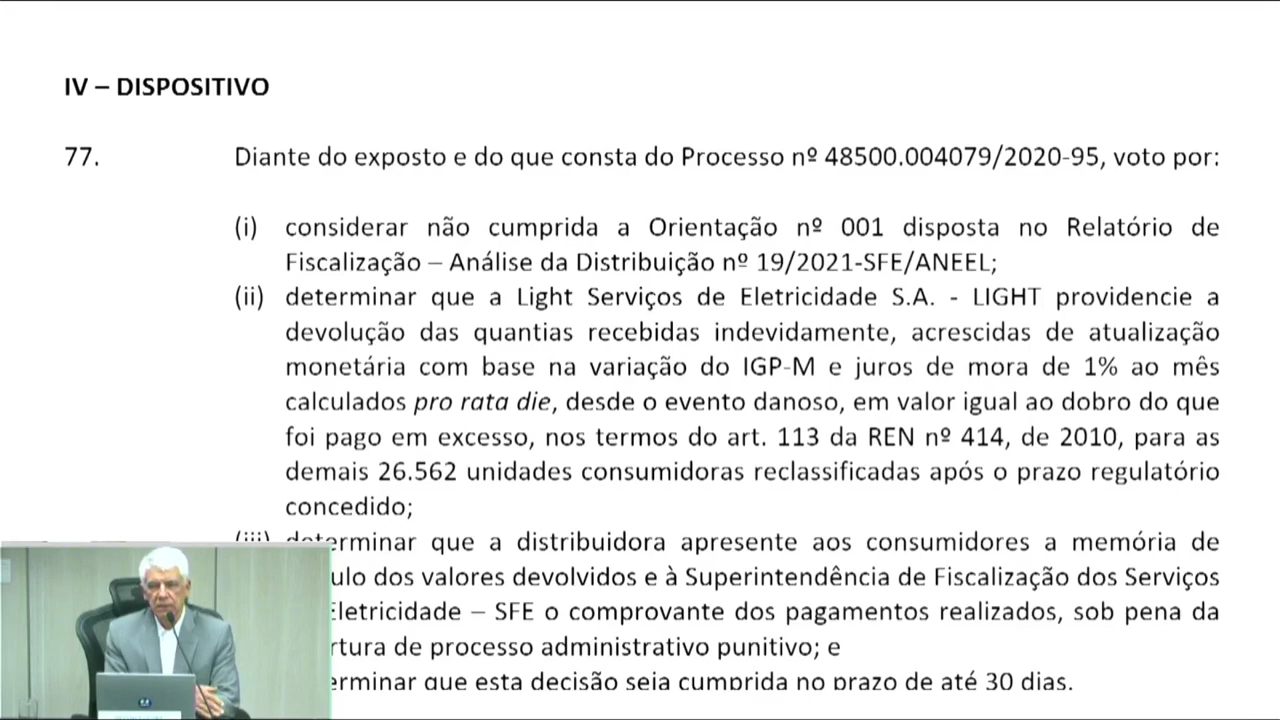 IV – DISPOSITIVO
77. Diante do exposto e do que consta do Processo nº 48500.004079/2020-95, voto por:
(i) considerar não cumprida a Orientação nº 001 disposta no Relatório de
Fiscalização – Análise da Distribuição nº 19/2021-SFE/ANEEL;
(ii) determinar que a Light Serviços de Eletricidade S.A. - LIGHT providencie a
devolução das quantias recebidas indevidamente, acrescidas de atualização
monetária com base na variação do IGP-M e juros de mora de 1% ao mês
calculados pro rata die, desde o evento danoso, em valor igual ao dobro do que
foi pago em excesso, nos termos do art. 113 da REN nº 414, de 2010, para as
demais 26.562 unidades consumidoras reclassificadas após o prazo regulatório
concedido;
(iii) determinar que a distribuidora apresente aos consumidores a memória de
ulo dos valores devolvidos e à Superintendência de Fiscalização dos Serviços
Eletricidade – SFE o comprovante dos pagamentos realizados, sob pena da
rtura de processo administrativo punitivo; e
erminar que esta decisão seja cumprida no prazo de até 30 dias.